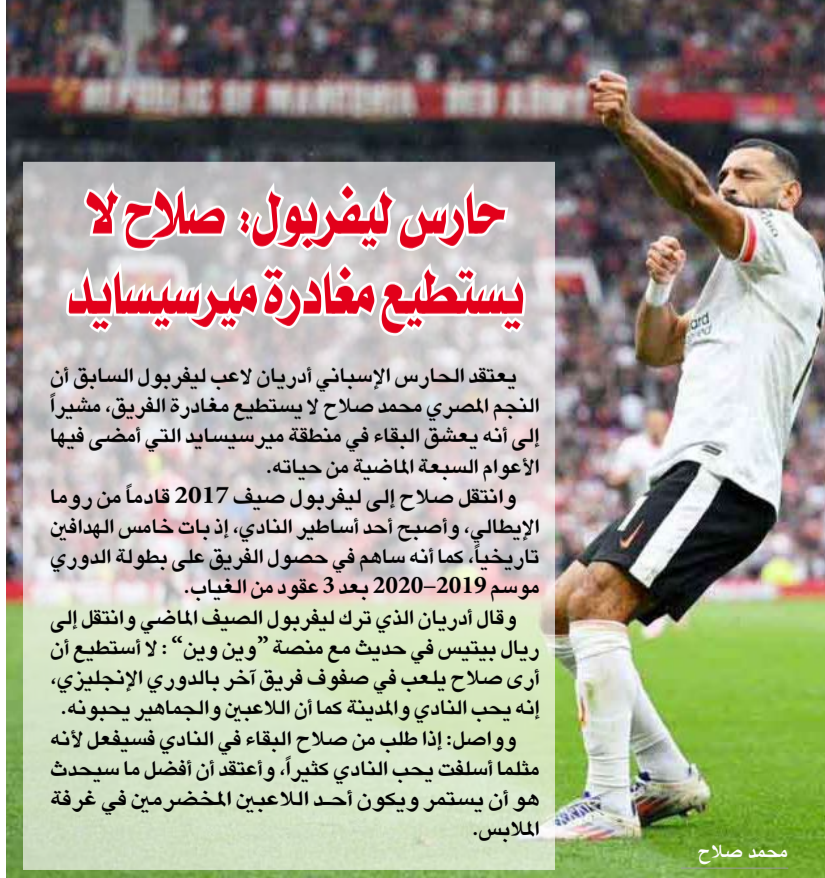 REPUBLIC OF MANCUNIA RED ARMY
حارس ليفربول: صلاح لا
يستطيع مغادرة ميرسيسايد
يعتقد الحارس الإسباني أدريان لاعب ليفربول السابق أن
النجم المصري محمد صلاح لا يستطيع مغادرة الفريق، مشيراً
إلى أنه يعشق البقاء في منطقة ميرسيسايد التي أمضى فيها
الأعوام السبعة الماضية من حياته.
وانتقل صلاح إلى ليفربول صيف 2017 قادماً من روما
الإيطالي، وأصبح أحد أساطير النادي، إذ بات خامس الهدافين
تاريخياً، كما أنه ساهم في حصول الفريق على بطولة الدوري
موسم 2019–2020 بعد 3 عقود من الغياب.
وقال أدريان الذي ترك ليفربول الصيف الماضي وانتقل إلى
ريال بيتيس في حديث مع منصة ”وين وين“: لا أستطيع أن
أرى صلاح يلعب في صفوف فريق آخر بالدوري الإنجليزي،
إنه يحب النادي والمدينة كما أن اللاعبين والجماهير يحبونه.
وواصل: إذا طلب من صلاح البقاء في النادي فسيفعل لأنه
مثلما أسلفت يحب النادي كثيراً، وأعتقد أن أفضل ما سيحدث
هو أن يستمر ويكون أحد اللاعبين المخضرمين في غرفة
الملابس.
محمد صلاح